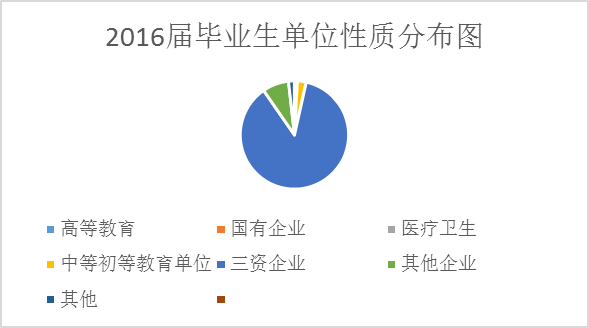 2016届毕业生单位性质分布图
高等教育 国有企业 医疗卫生
中等初等教育单位 三资企业 其他企业
其他